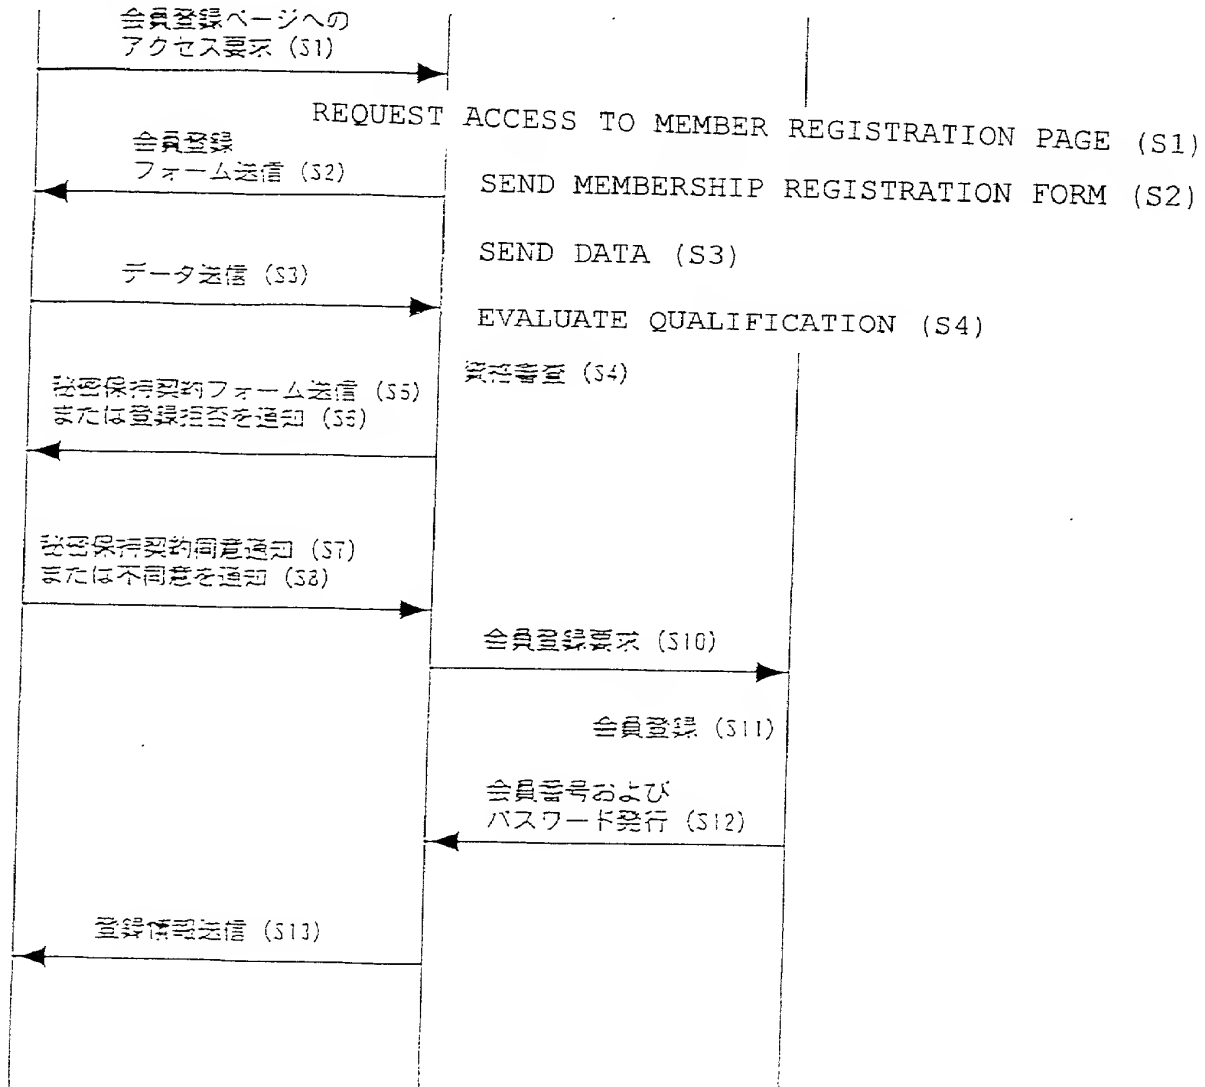 会員登録ページへの
アクセス要求 (S1)
REQUEST ACCESS TO MEMBER REGISTRATION PAGE (S1)
会員登録
フォーム送信 (S2)
SEND MEMBERSHIP REGISTRATION FORM (S2)
SEND DATA (S3)
データ送信 (S3)
EVALUATE QUALIFICATION (S4)
資格審査 (S4)
秘密保持契約フォーム送信 (S5)
または登録拒否を通知 (S6)
秘密保持契約同意通知 (S7)
または不同意を通知 (S8)
会員登録要求 (S10)
会員登録 (S11)
会員番号および
パスワード発行 (S12)
登録情報送信 (S13)